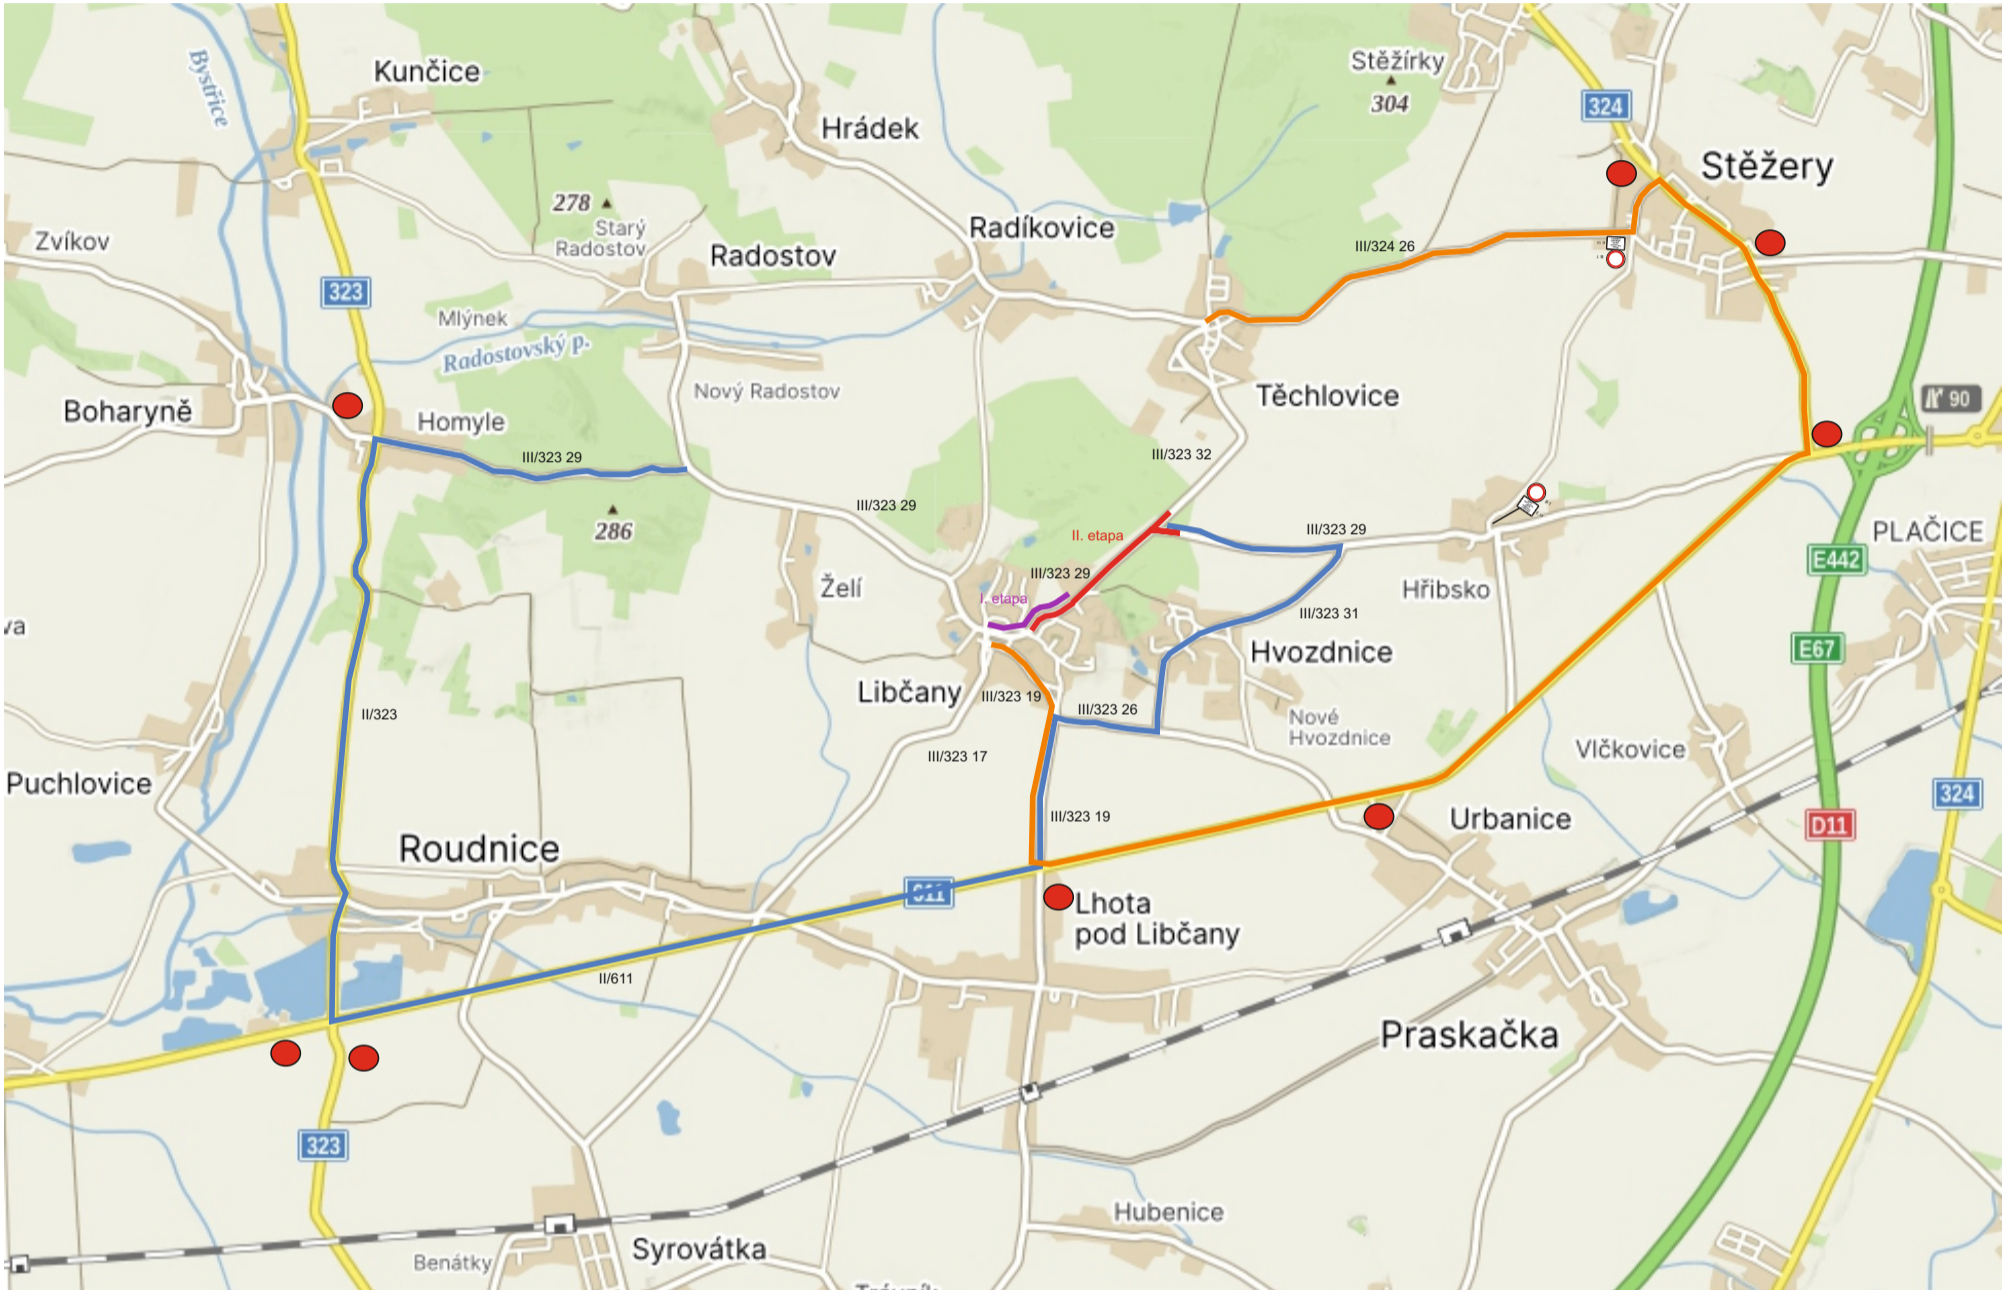 Bystřice
Kunčice
Stěžírky
304
324
Hrádek
Stěžery
278
Starý
Radostov
Radíkovice
Zvíkov
Radostov
III/324 26
323
Mlýnek
Radostovský p.
Nový Radostov
Těchlovice
90
Boharyně
Homyle
III/323 29
III/323 32
III/323 29
286
II. etapa
III/323 29
PLAČICE
E442
III/323 29
Želí
I. etapa
Hřibsko
III/323 31
va
Hvozdnice
E67
Libčany
III/323 19
III/323 26
II/323
Nové
Hvozdnice
III/323 17
Vlčkovice
Puchlovice
324
III/323 19
Urbanice
D11
Roudnice
611
Lhota
pod Libčany
II/611
Praskačka
323
Hubenice
Syrovátka
Benátky